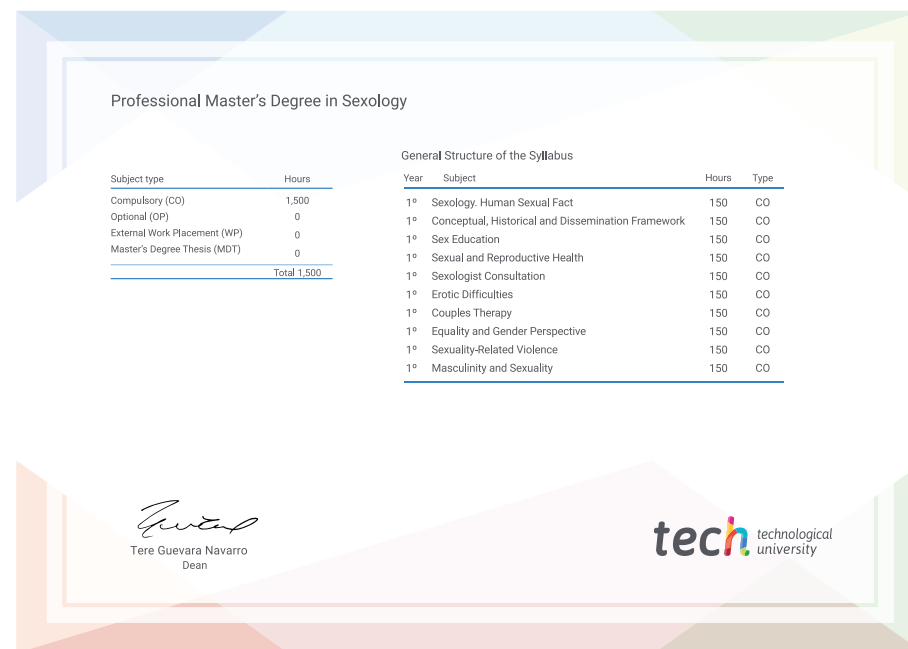 Professional Master's Degree in Sexology
Subject type Hours
Compulsory (CO) 1,500
Optional (OP) 0
External Work Placement (WP) 0
Master's Degree Thesis (MDT) 0
Total 1,500
General Structure of the Syllabus
Year Subject Hours Type
1º Sexology. Human Sexual Fact 150 CO
1º Conceptual, Historical and Dissemination Framework 150 CO
1º Sex Education 150 CO
1º Sexual and Reproductive Health 150 CO
1º Sexologist Consultation 150 CO
1º Erotic Difficulties 150 CO
1º Couples Therapy 150 CO
1º Equality and Gender Perspective 150 CO
1º Sexuality-Related Violence 150 CO
1º Masculinity and Sexuality 150 CO
Tere Guevara Navarro
Dean
tech technological
university